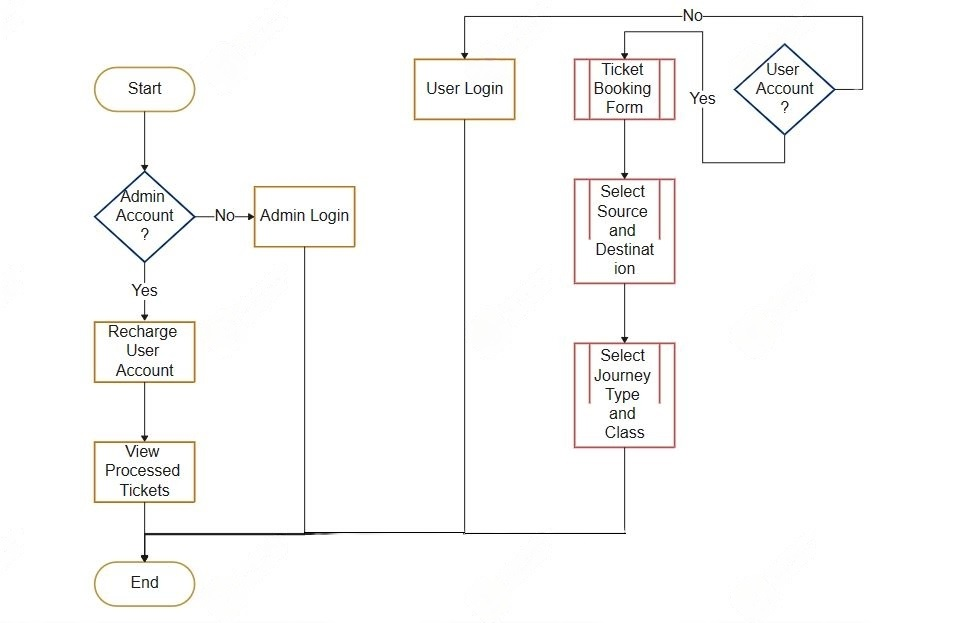 No
Start
User Login
Ticket
Booking
Form
Yes
User
Account
?
Admin
Account
?
No
Admin Login
Select
Source
and
Destinat
ion
Yes
Recharge
User
Account
Select
Journey
Type
and
Class
View
Processed
Tickets
End